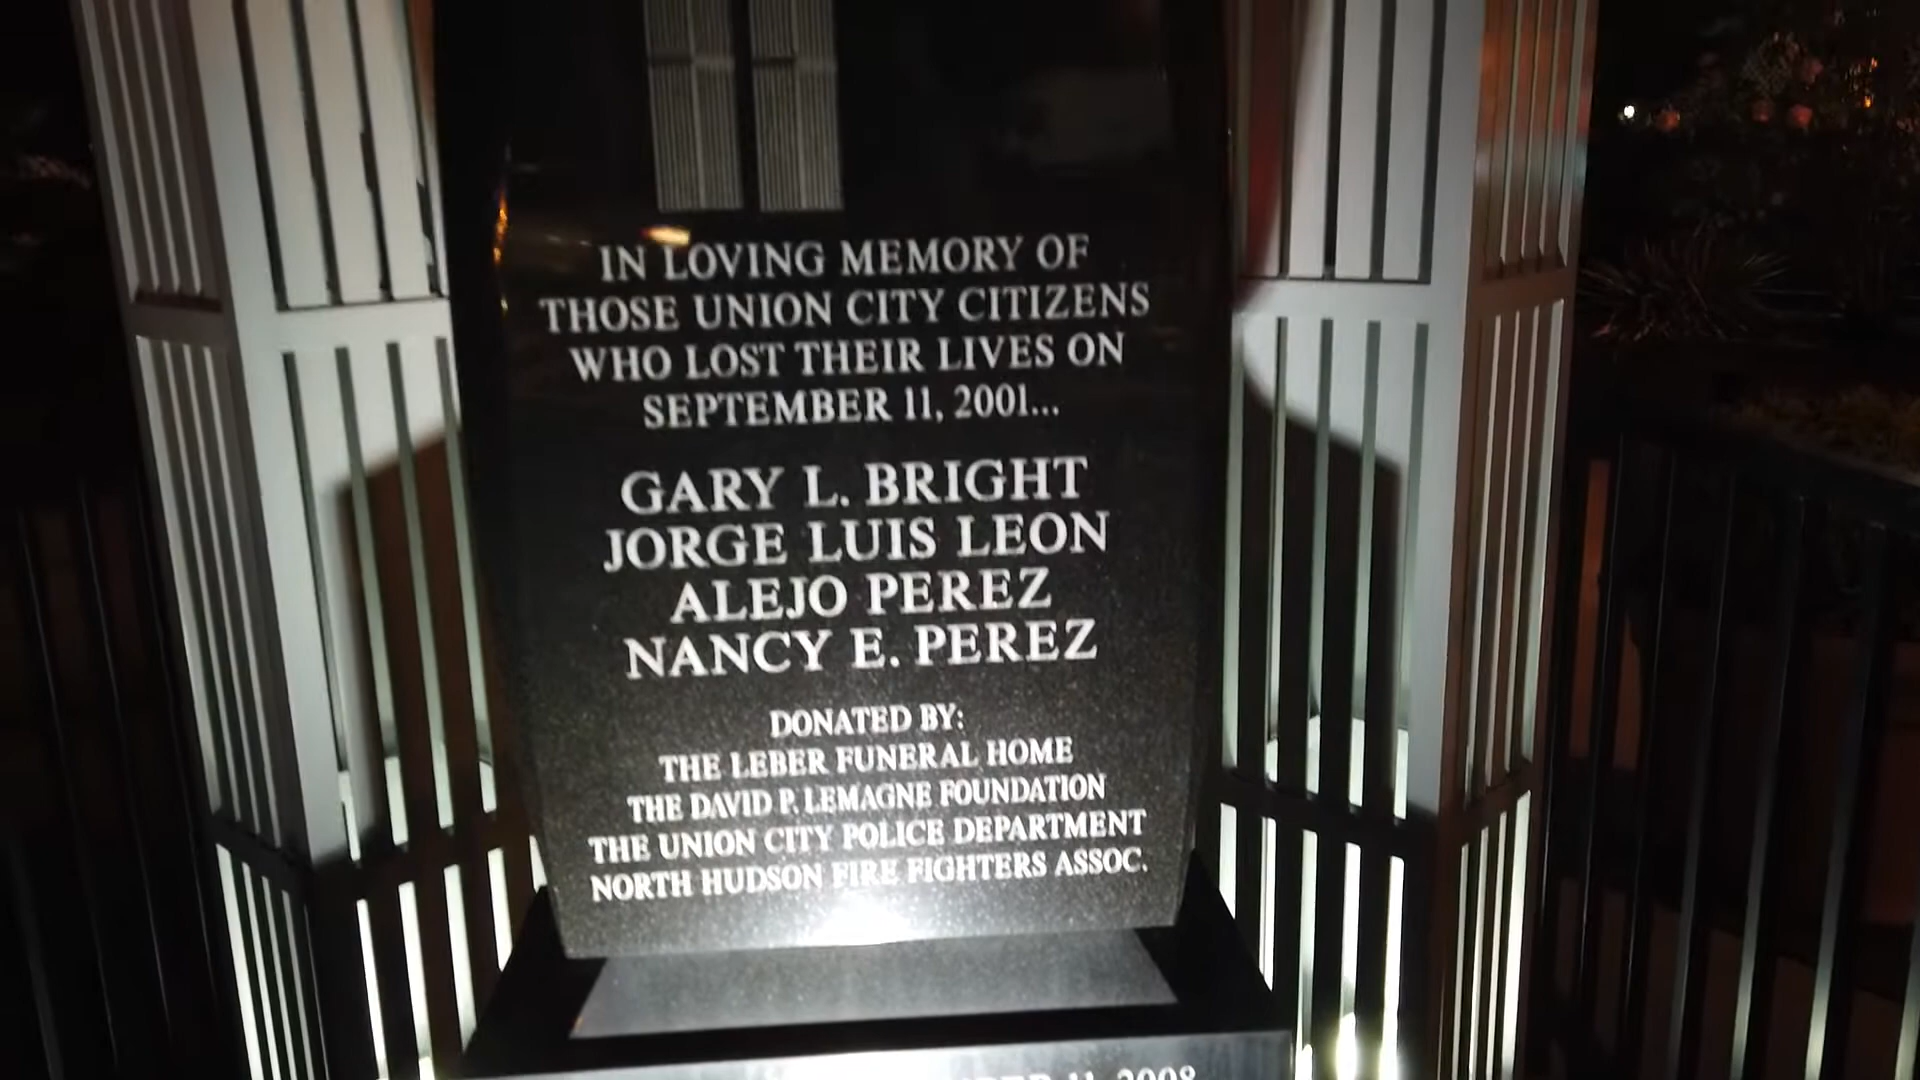 IN LOVING MEMORY OF
THOSE UNION CITY CITIZENS
WHO LOST THEIR LIVES ON
SEPTEMBER 11, 2001...
GARY L. BRIGHT
JORGE LUIS LEON
ALEJO PEREZ
NANCY E. PEREZ
DONATED BY:
THE LEBER FUNERAL HOME
THE DAVID P. LEMAGNE FOUNDATION
THE UNION CITY POLICE DEPARTMENT
NORTH HUDSON FIRE FIGHTERS ASSOC.
11, 2008